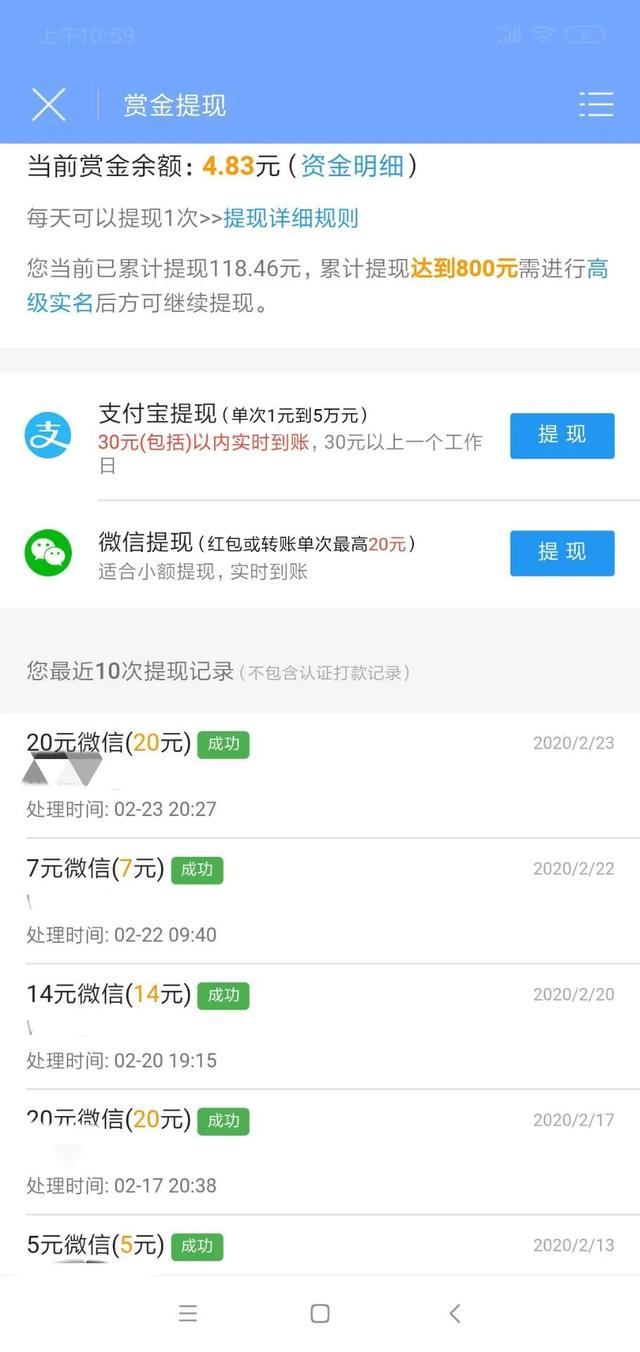 上午10:59
赏金提现
当前赏金余额：4.83元（资金明细）
每天可以提现1次>>提现详细规则
您当前已累计提现118.46元，累计提现达到800元需进行高
级实名后方可继续提现。
支付宝提现（单次1元到5万元）
30元(包括)以内实时到账，30元以上一个工作
日
提 现
微信提现（红包或转账单次最高20元）
适合小额提现，实时到账
提 现
您最近10次提现记录（不包含认证打款记录）
20元微信(20元) 成功 2020/2/23
处理时间: 02-23 20:27
7元微信(7元) 成功 2020/2/22
处理时间: 02-22 09:40
14元微信(14元) 成功 2020/2/20
处理时间: 02-20 19:15
20元微信(20元) 成功 2020/2/17
处理时间: 02-17 20:38
5元微信(5元) 成功 2020/2/13